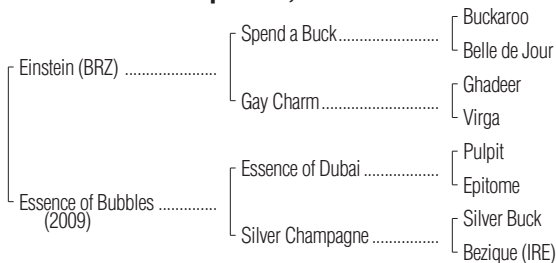 Buckaroo
Spend a Buck
Belle de Jour
Einstein (BRZ)
Ghadeer
Gay Charm
Virga
Pulpit
Essence of Dubai
Epitome
Essence of Bubbles
(2009)
Silver Buck
Silver Champagne
Bezique (IRE)